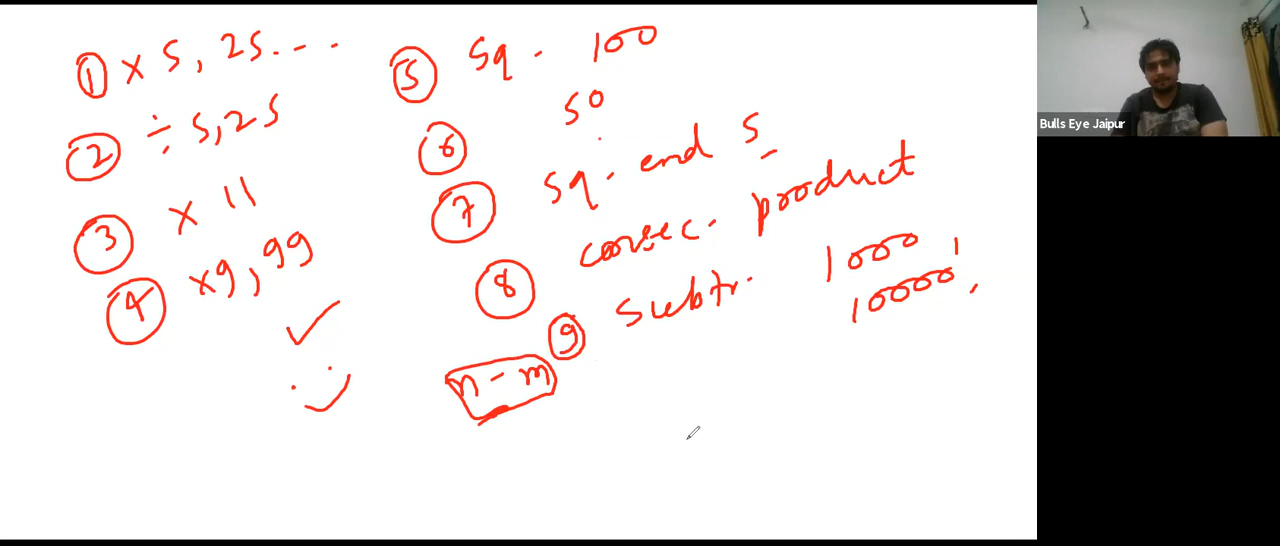 ① × 5, 25 . . .
② ÷ 5, 25
③ × 11
④ ×9, 99
⑤ Sq. 100
⑥ 50
⑦ Sq. end 5
⑧ consec. product
⑨ Subtr. 1000,
10000,
n - m
Bulls Eye Jaipur